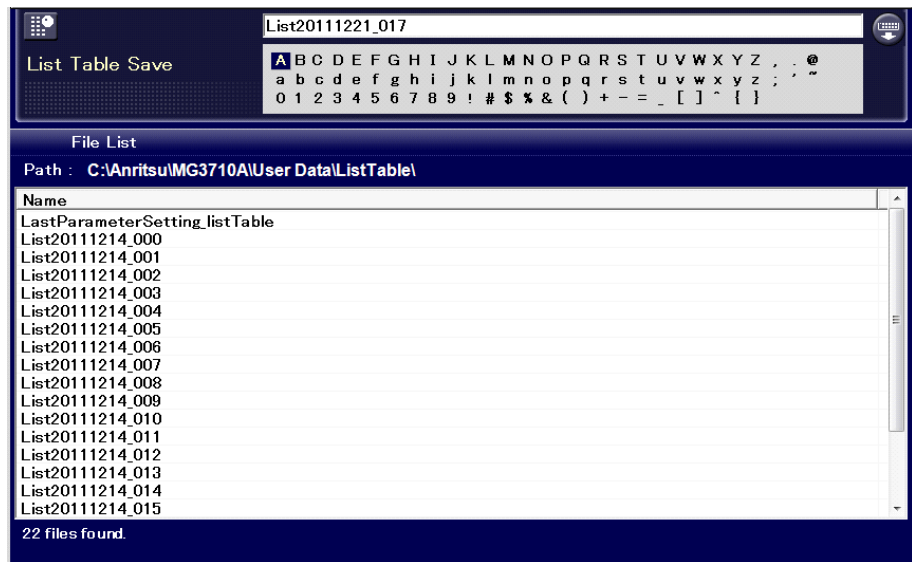 List20111221_017
List Table Save
A B C D E F G H I J K L M N O P Q R S T U V W X Y Z , . @
a b c d e f g h i j k l m n o p q r s t u v w x y z ; ´ ~
0 1 2 3 4 5 6 7 8 9 ! # $ % & ( ) + - = _ [ ] ^ { }
File List
Path : C:\Anritsu\MG3710A\User Data\ListTable\
Name
LastParameterSetting_listTable
List20111214_000
List20111214_001
List20111214_002
List20111214_003
List20111214_004
List20111214_005
List20111214_006
List20111214_007
List20111214_008
List20111214_009
List20111214_010
List20111214_011
List20111214_012
List20111214_013
List20111214_014
List20111214_015
22 files found.